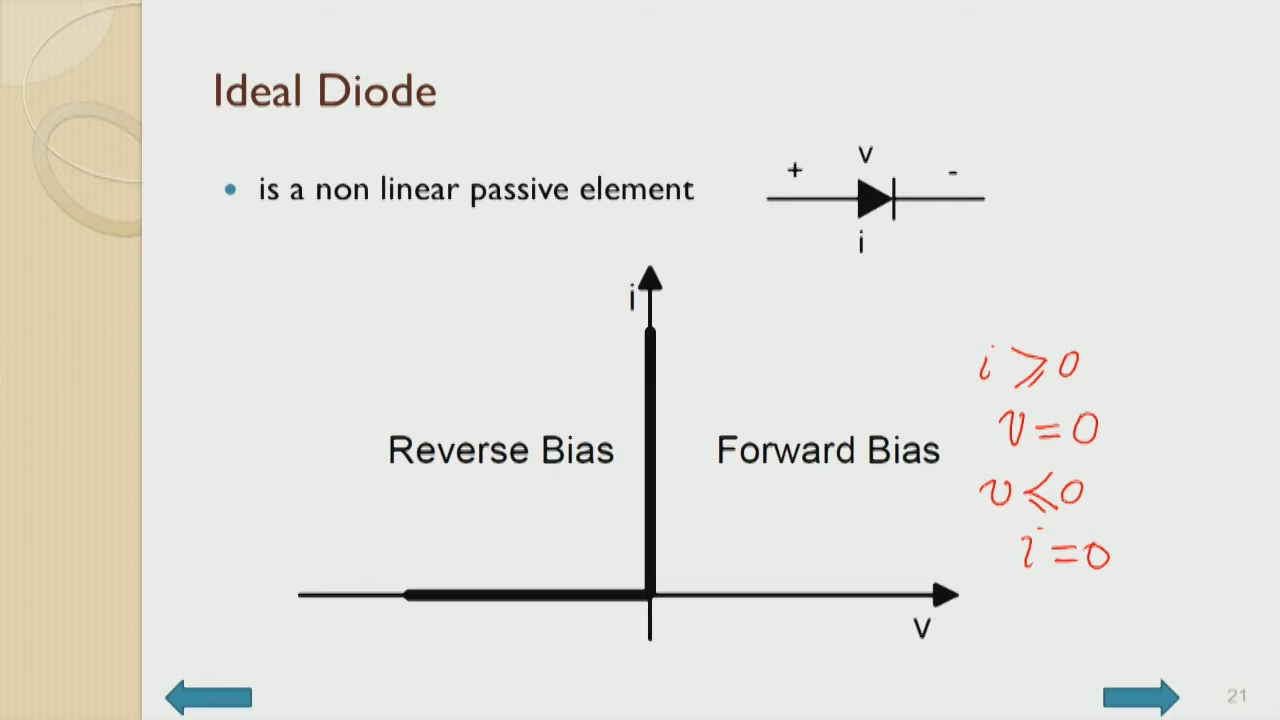 Ideal Diode
is a non linear passive element
v
+ -
i
i
i ≥ 0
v = 0
Reverse Bias Forward Bias
v ≤ 0
i = 0
v
21